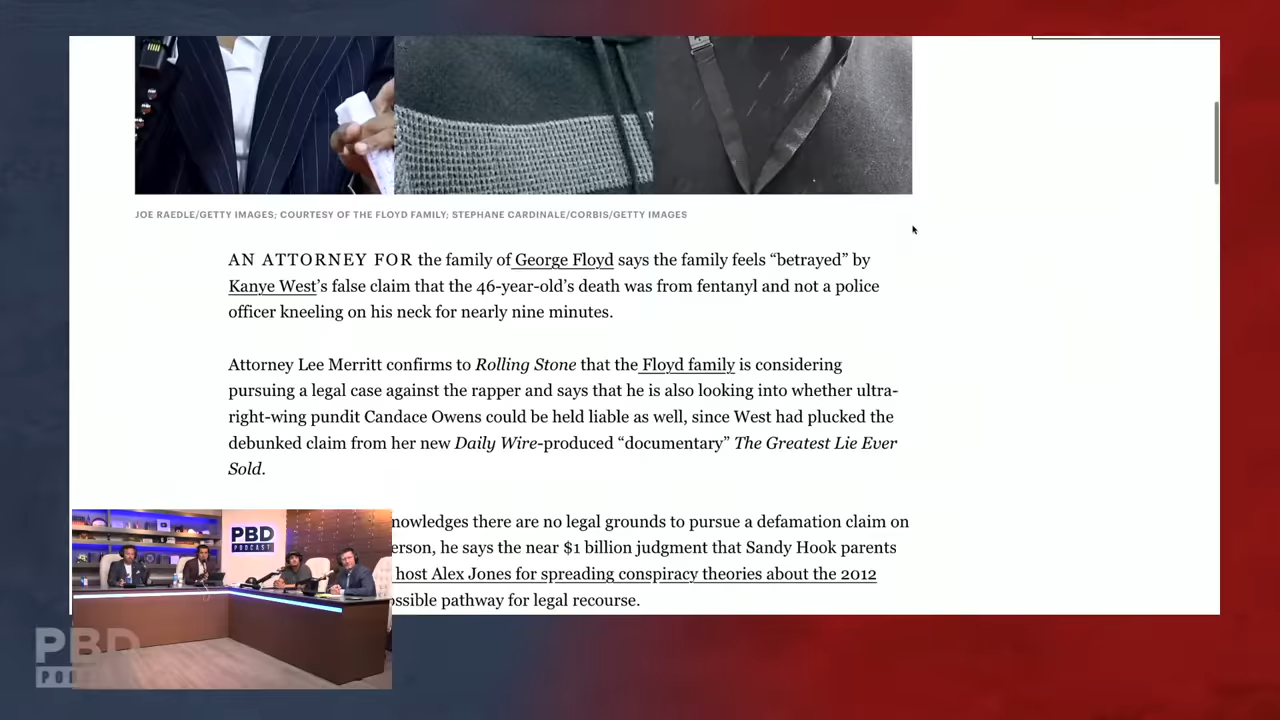 JOE RAEDLE/GETTY IMAGES; COURTESY OF THE FLOYD FAMILY; STEPHANE CARDINALE/CORBIS/GETTY IMAGES
AN ATTORNEY FOR the family of George Floyd says the family feels “betrayed” by
Kanye West’s false claim that the 46-year-old’s death was from fentanyl and not a police
officer kneeling on his neck for nearly nine minutes.
Attorney Lee Merritt confirms to Rolling Stone that the Floyd family is considering
pursuing a legal case against the rapper and says that he is also looking into whether ultra-
right-wing pundit Candace Owens could be held liable as well, since West had plucked the
debunked claim from her new Daily Wire-produced “documentary” The Greatest Lie Ever
Sold.
nowledges there are no legal grounds to pursue a defamation claim on
erson, he says the near $1 billion judgment that Sandy Hook parents
host Alex Jones for spreading conspiracy theories about the 2012
ossible pathway for legal recourse.
PBD
PODCAST
PBD